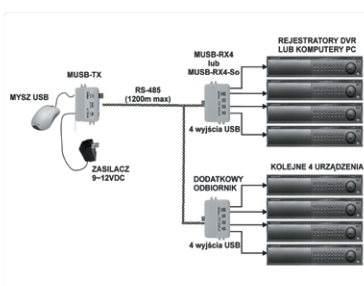 REJESTRATORY DVR
LUB KOMPUTERY PC
MUSB-RX4
lub
MUSB-RX4-So
MUSB-TX
RS-485
(1200m max)
MYSZ USB
4 wyjścia USB
ZASILACZ
9~12VDC
KOLEJNE 4 URZĄDZENIA
DODATKOWY
ODBIORNIK
4 wyjścia USB